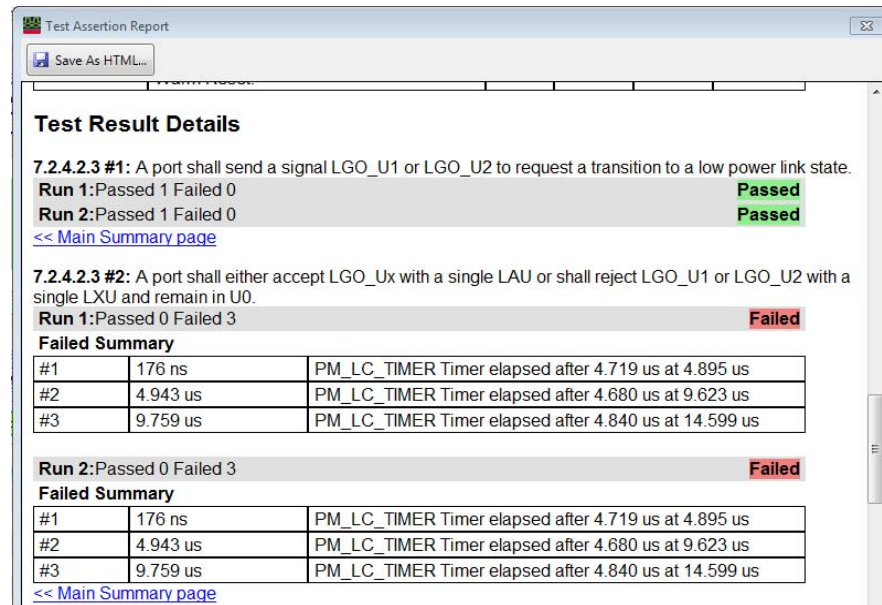 Test Assertion Report
Save As HTML...
Test Result Details
7.2.4.2.3 #1: A port shall send a signal LGO_U1 or LGO_U2 to request a transition to a low power link state.
Run 1:Passed 1 Failed 0 Passed
Run 2:Passed 1 Failed 0 Passed
<< Main Summary page
7.2.4.2.3 #2: A port shall either accept LGO_Ux with a single LAU or shall reject LGO_U1 or LGO_U2 with a
single LXU and remain in U0.
Run 1:Passed 0 Failed 3 Failed
Failed Summary
#1 176 ns PM_LC_TIMER Timer elapsed after 4.719 us at 4.895 us
#2 4.943 us PM_LC_TIMER Timer elapsed after 4.680 us at 9.623 us
#3 9.759 us PM_LC_TIMER Timer elapsed after 4.840 us at 14.599 us
Run 2:Passed 0 Failed 3 Failed
Failed Summary
#1 176 ns PM_LC_TIMER Timer elapsed after 4.719 us at 4.895 us
#2 4.943 us PM_LC_TIMER Timer elapsed after 4.680 us at 9.623 us
#3 9.759 us PM_LC_TIMER Timer elapsed after 4.840 us at 14.599 us
<< Main Summary page